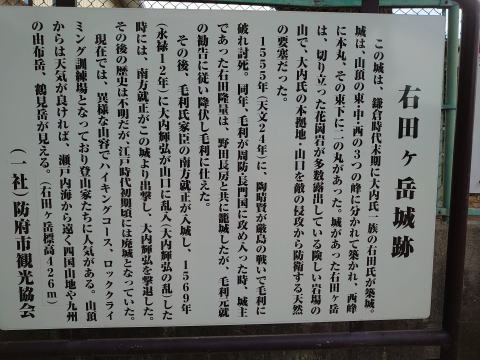 右田ヶ岳城跡
この城は、鎌倉時代末期に大内氏一族の右田氏が築城。
城は、山頂の東・中・西の3つの峰に分かれて築かれ、西峰
に本丸、その東下に二の丸があった。城があった右田ヶ岳
は、切り立った花岡岩が多数露出している険しい岩場の
山で、大内氏の本拠地・山口を敵の侵攻から防衛する天然
の要塞だった。
1555年(天文24年)に、陶晴賢が厳島の戦いで毛利に
破れ討死。同年、毛利が周防長門国に攻め入った時、城主
であった右田隆量は、野田長房と共に籠城したが、毛利元就
の勧告に従い降伏し毛利に仕えた。
その後、毛利氏家臣の南方就正が入城し、1569年
(永禄12年)に大内輝弘が山口に乱入(大内輝弘の乱)した
時には、南方就正がこの城より出撃し、大内輝弘を撃退した。
その後の歴史は不明だが、江戸時代初期頃には廃城となっていた。
現在では、異様な山容でハイキングコース、ロッククライ
ミング訓練場となっており登山家たちに人気がある。山頂
からは天気が良ければ、瀬戸内海から遠く四国山地や九州
の由布岳、鶴見岳が見える。(右田ヶ岳標高426m)
(一社)防府市観光協会